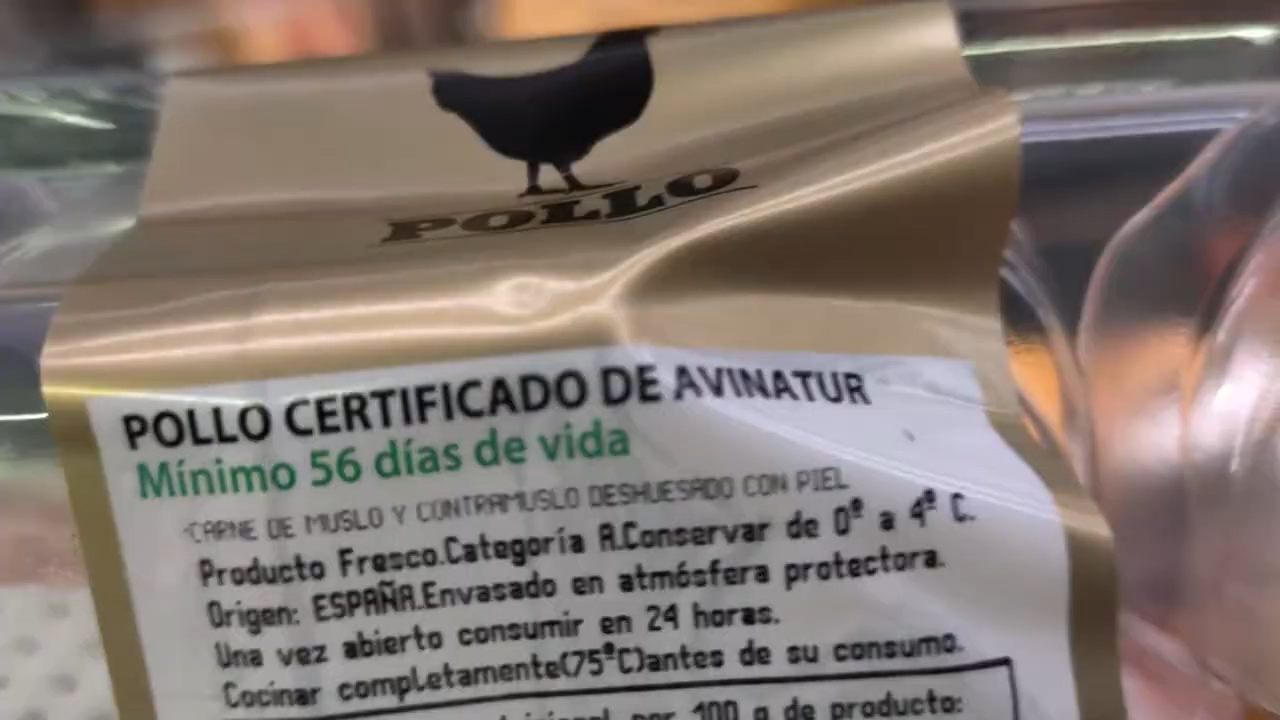 POLLO
POLLO CERTIFICADO DE AVINATUR
Mínimo 56 días de vida
-CARNE DE MUSLO Y CONTRAMUSLO DESHUESADO CON PIEL
Producto Fresco.Categoría A.Conservar de 0º a 4º C.
Origen: ESPAÑA.Envasado en atmósfera protectora.
Una vez abierto consumir en 24 horas.
Cocinar completamente(75ºC)antes de su consumo.
por 100 g de producto: